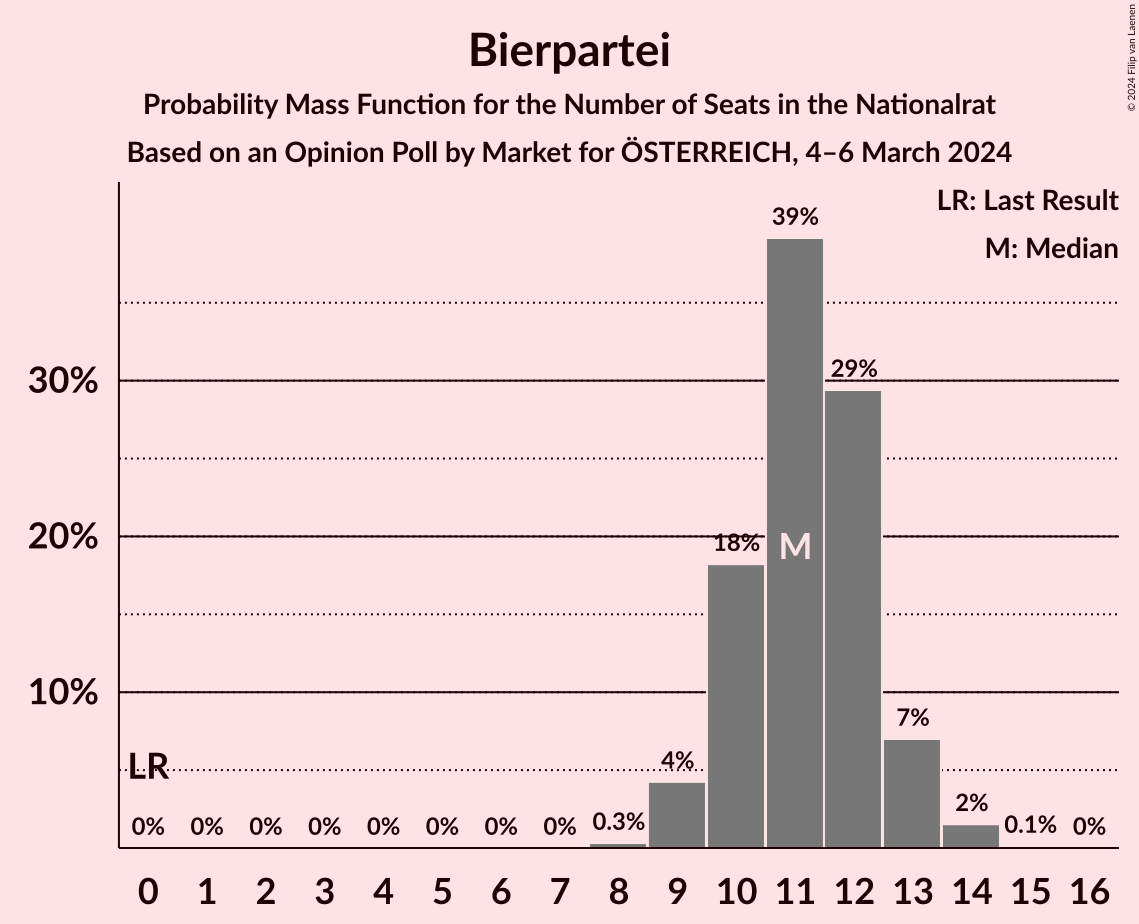 Bierpartei
Probability Mass Function for the Number of Seats in the Nationalrat
Based on an Opinion Poll by Market for ÖSTERREICH, 4–6 March 2024
© 2024 Filip van Laenen
LR: Last Result
M: Median
39%
30%
29%
20%
18%
M
10%
7%
LR
4%
2%
0% 0% 0% 0% 0% 0% 0% 0% 0.3% 0.1% 0%
0 1 2 3 4 5 6 7 8 9 10 11 12 13 14 15 16